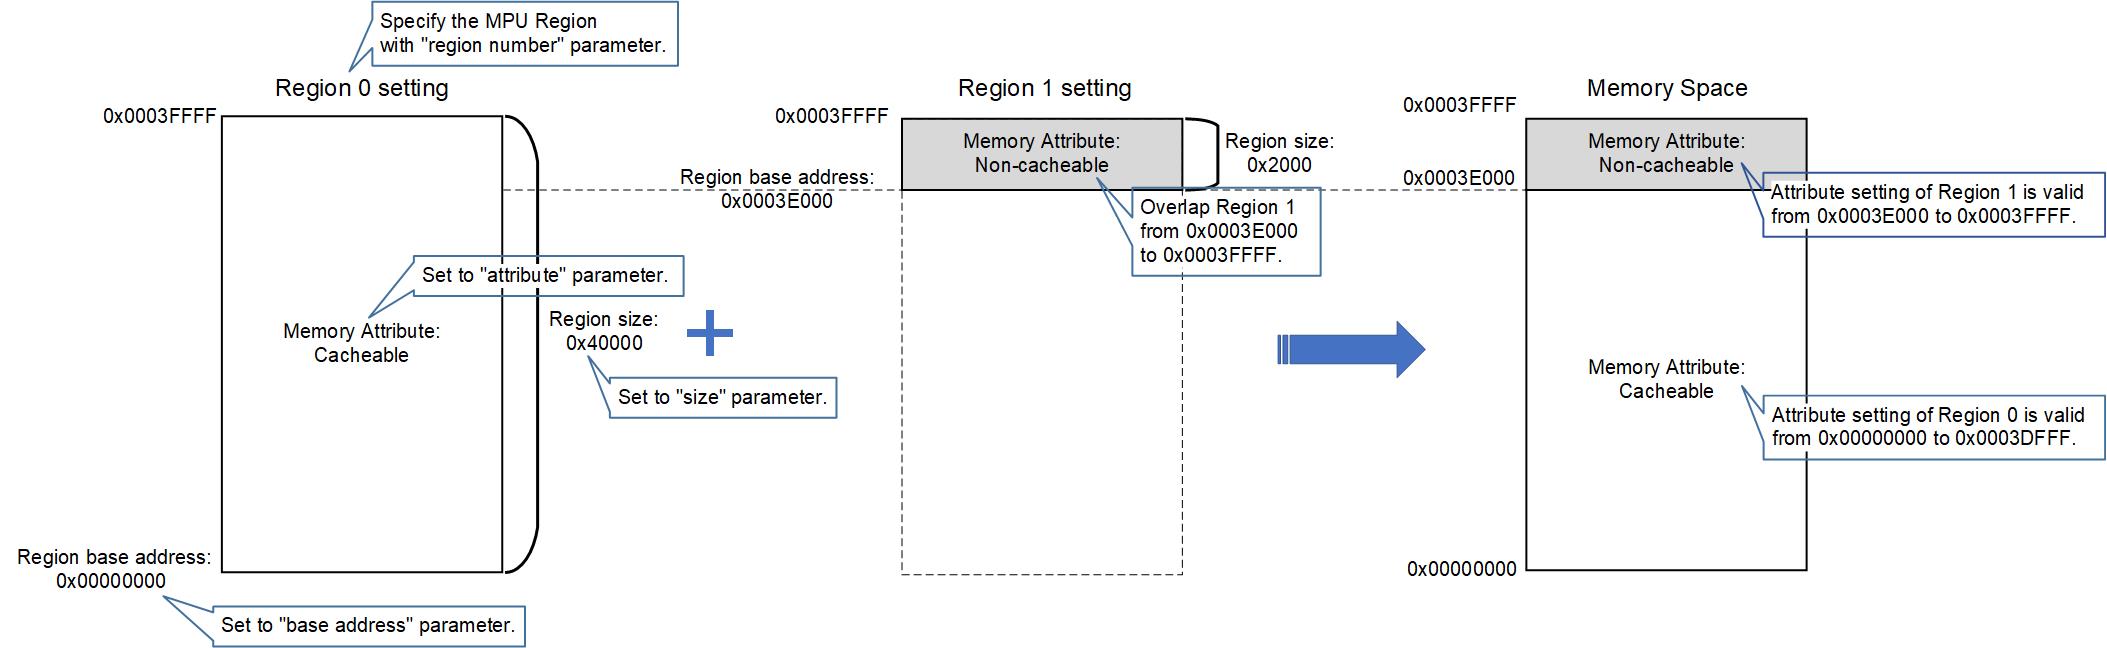 Specify the MPU Region
with "region number" parameter.
Region 0 setting
0x0003FFFF
Memory Attribute:
Cacheable
Set to "attribute" parameter.
Region size:
0x40000
Set to "size" parameter.
Region base address:
0x00000000
Set to "base address" parameter.
Region 1 setting
0x0003FFFF
Memory Attribute:
Non-cacheable
Region size:
0x2000
Region base address:
0x0003E000
Overlap Region 1
from 0x0003E000
to 0x0003FFFF.
Memory Space
0x0003FFFF
Memory Attribute:
Non-cacheable
0x0003E000
Attribute setting of Region 1 is valid
from 0x0003E000 to 0x0003FFFF.
Memory Attribute:
Cacheable
Attribute setting of Region 0 is valid
from 0x00000000 to 0x0003DFFF.
0x00000000